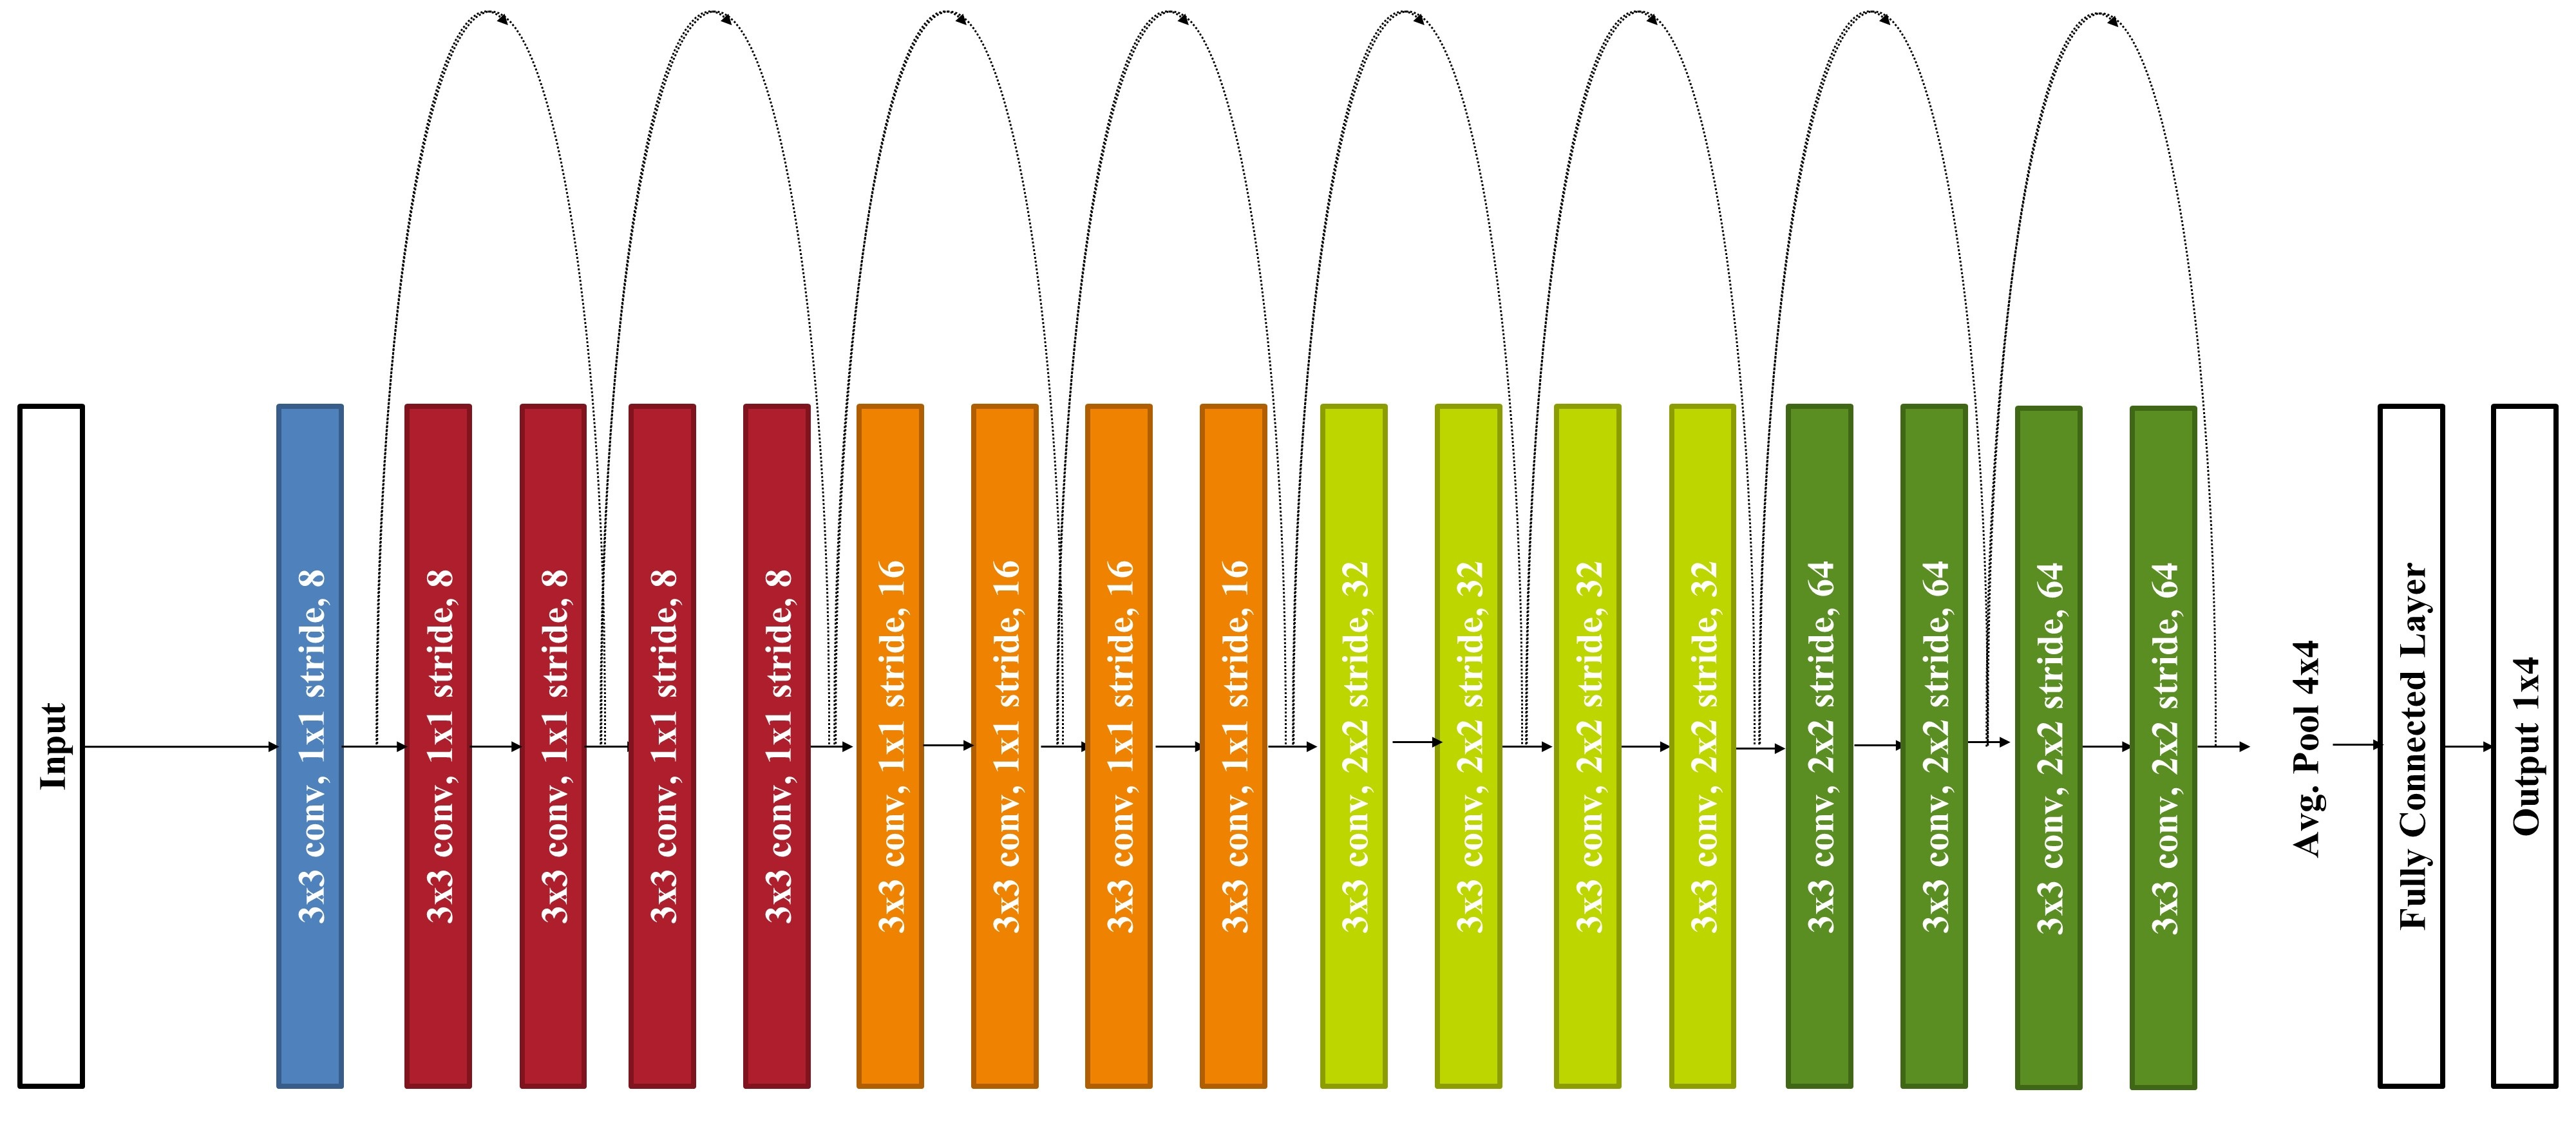 Input
3x3 conv, 1x1 stride, 8
3x3 conv, 1x1 stride, 8
3x3 conv, 1x1 stride, 8
3x3 conv, 1x1 stride, 8
3x3 conv, 1x1 stride, 8
3x3 conv, 1x1 stride, 16
3x3 conv, 1x1 stride, 16
3x3 conv, 1x1 stride, 16
3x3 conv, 1x1 stride, 16
3x3 conv, 2x2 stride, 32
3x3 conv, 2x2 stride, 32
3x3 conv, 2x2 stride, 32
3x3 conv, 2x2 stride, 32
3x3 conv, 2x2 stride, 64
3x3 conv, 2x2 stride, 64
3x3 conv, 2x2 stride, 64
3x3 conv, 2x2 stride, 64
Avg. Pool 4x4
Fully Connected Layer
Output 1x4